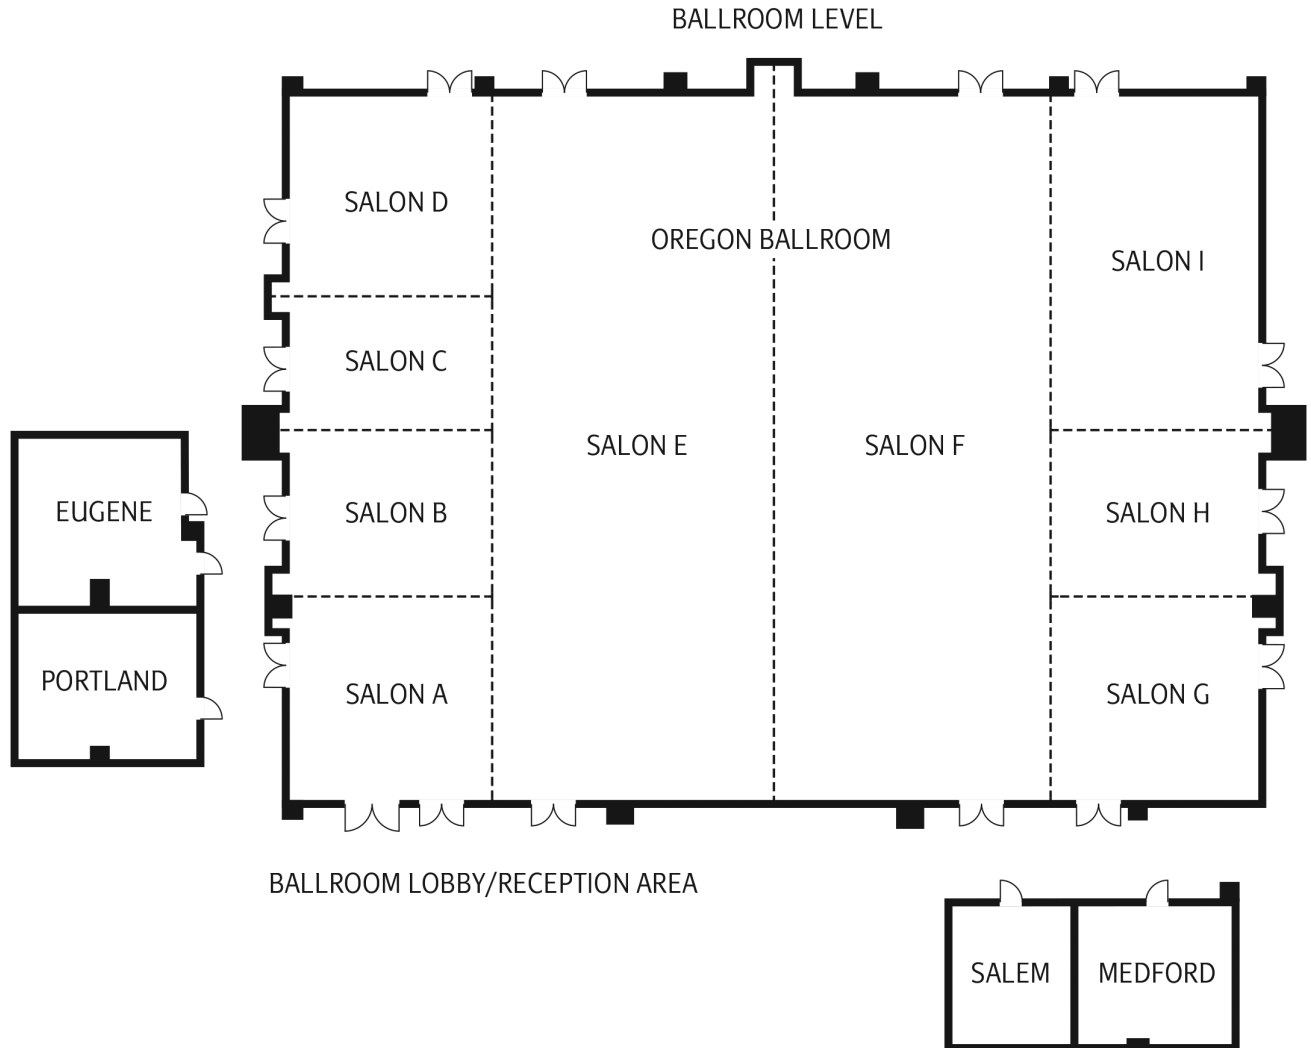 BALLROOM LEVEL
SALON D
OREGON BALLROOM
SALON I
SALON C
SALON E
SALON F
EUGENE
SALON B
SALON H
PORTLAND
SALON A
SALON G
BALLROOM LOBBY/RECEPTION AREA
SALEM
MEDFORD